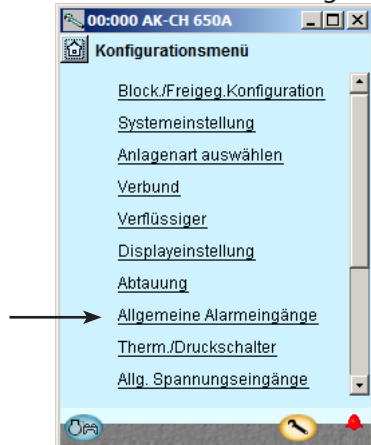 00:000 AK-CH 650A
Konfigurationsmenü
Block./Freigeg.Konfiguration
Systemeinstellung
Anlagenart auswählen
Verbund
Verflüssiger
Displayeinstellung
Abtauung
Allgemeine Alarmeingänge
Therm./Druckschalter
Allg. Spannungseingänge